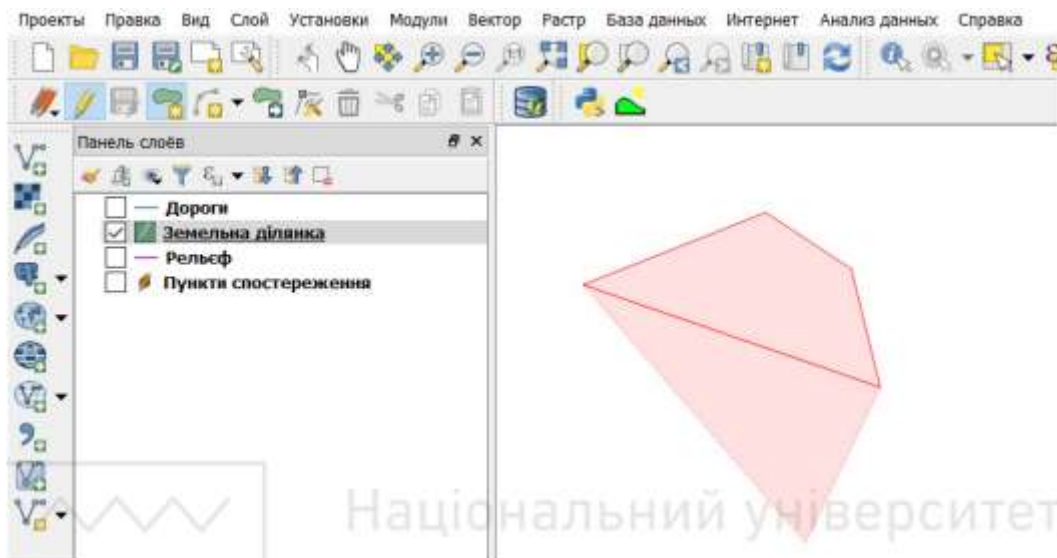 Проекты Правка Вид Слой Установки Модули Вектор Растр База данных Интернет Анализ данных Справка
Панель слоёв
Дороги
Земельна ділянка
Рельєф
Пункти спостереження
Національний університет